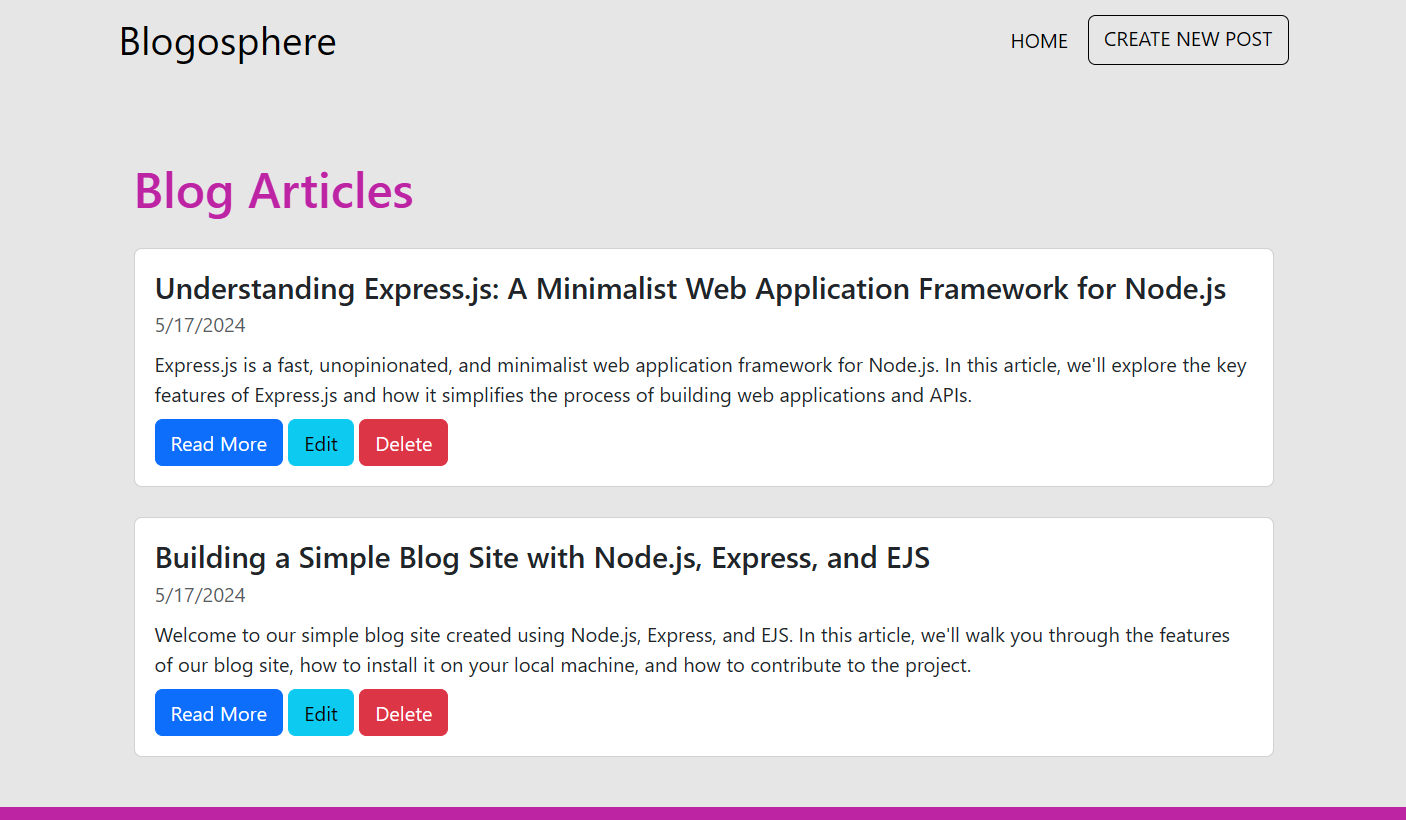 Blogosphere
HOME
CREATE NEW POST
Blog Articles
Understanding Express.js: A Minimalist Web Application Framework for Node.js
5/17/2024
Express.js is a fast, unopinionated, and minimalist web application framework for Node.js. In this article, we'll explore the key
features of Express.js and how it simplifies the process of building web applications and APIs.
Read More Edit Delete
Building a Simple Blog Site with Node.js, Express, and EJS
5/17/2024
Welcome to our simple blog site created using Node.js, Express, and EJS. In this article, we'll walk you through the features
of our blog site, how to install it on your local machine, and how to contribute to the project.
Read More Edit Delete